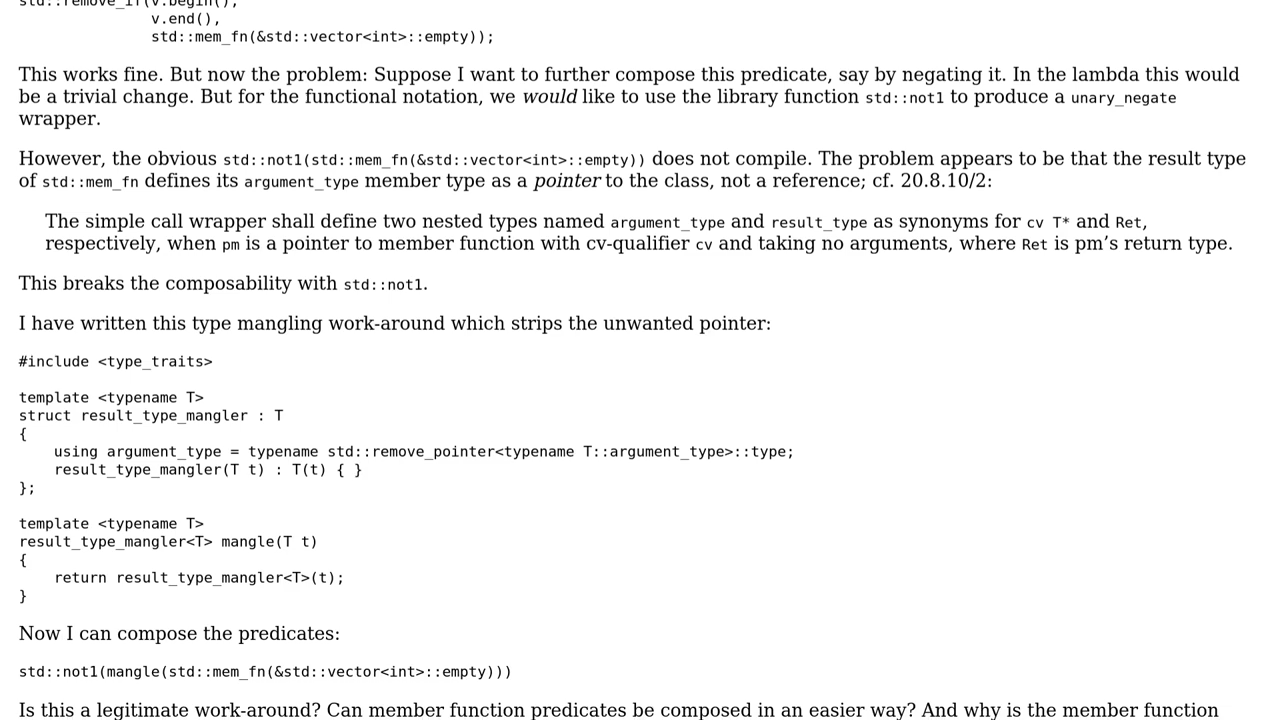 std::remove_if(v.begin(),
               v.end(),
               std::mem_fn(&std::vector<int>::empty));
This works fine. But now the problem: Suppose I want to further compose this predicate, say by negating it. In the lambda this would
be a trivial change. But for the functional notation, we would like to use the library function std::not1 to produce a unary_negate
wrapper.
However, the obvious std::not1(std::mem_fn(&std::vector<int>::empty)) does not compile. The problem appears to be that the result type
of std::mem_fn defines its argument_type member type as a pointer to the class, not a reference; cf. 20.8.10/2:
The simple call wrapper shall define two nested types named argument_type and result_type as synonyms for cv T* and Ret,
respectively, when pm is a pointer to member function with cv-qualifier cv and taking no arguments, where Ret is pm’s return type.
This breaks the composability with std::not1.
I have written this type mangling work-around which strips the unwanted pointer:
#include <type_traits>
template <typename T>
struct result_type_mangler : T
{
    using argument_type = typename std::remove_pointer<typename T::argument_type>::type;
    result_type_mangler(T t) : T(t) { }
};
template <typename T>
result_type_mangler<T> mangle(T t)
{
    return result_type_mangler<T>(t);
}
Now I can compose the predicates:
std::not1(mangle(std::mem_fn(&std::vector<int>::empty)))
Is this a legitimate work-around? Can member function predicates be composed in an easier way? And why is the member function